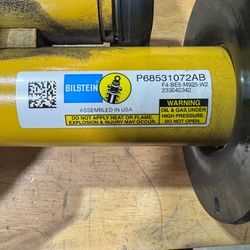 BILSTEIN
P68531072AB
F4-BE5-M925-W2
233040342
ASSEMBLED IN USA
DO NOT APPLY HEAT OR FLAME.
EXPLOSION & INJURY MAY OCCUR.
WARNING
OIL & GAS UNDER
HIGH PRESSURE.
DO NOT OPEN.